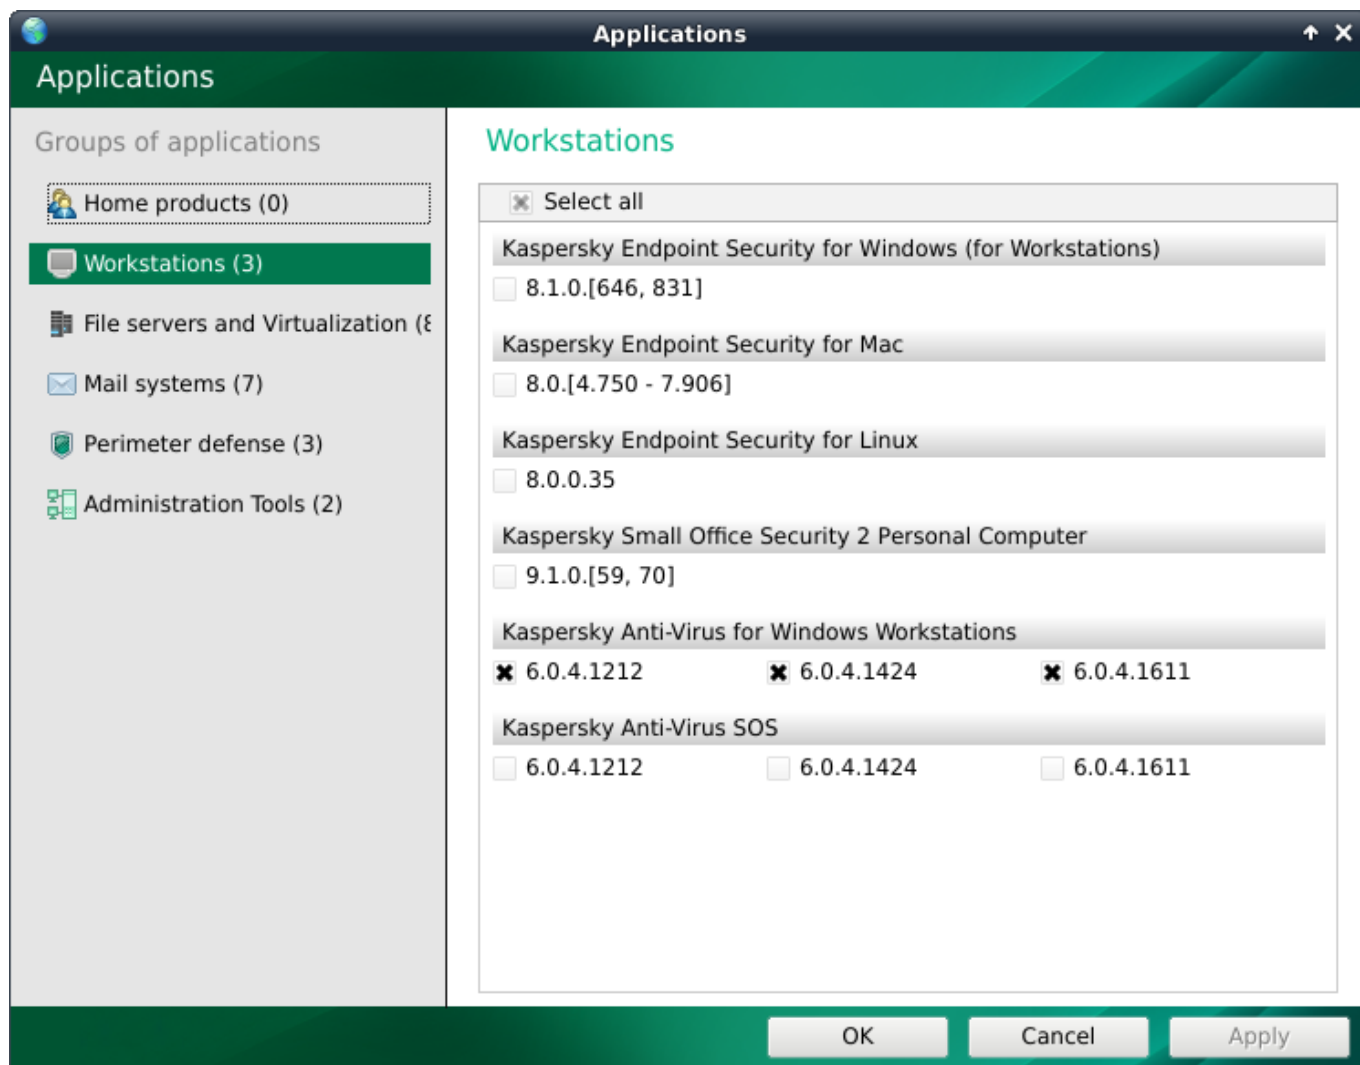 Applications
Applications
Groups of applications
Home products (0)
Workstations (3)
File servers and Virtualization (
Mail systems (7)
Perimeter defense (3)
Administration Tools (2)
Workstations
Select all
Kaspersky Endpoint Security for Windows (for Workstations)
8.1.0.[646, 831]
Kaspersky Endpoint Security for Mac
8.0.[4.750 - 7.906]
Kaspersky Endpoint Security for Linux
8.0.0.35
Kaspersky Small Office Security 2 Personal Computer
9.1.0.[59, 70]
Kaspersky Anti-Virus for Windows Workstations
6.0.4.1212 6.0.4.1424 6.0.4.1611
Kaspersky Anti-Virus SOS
6.0.4.1212 6.0.4.1424 6.0.4.1611
OK Cancel Apply